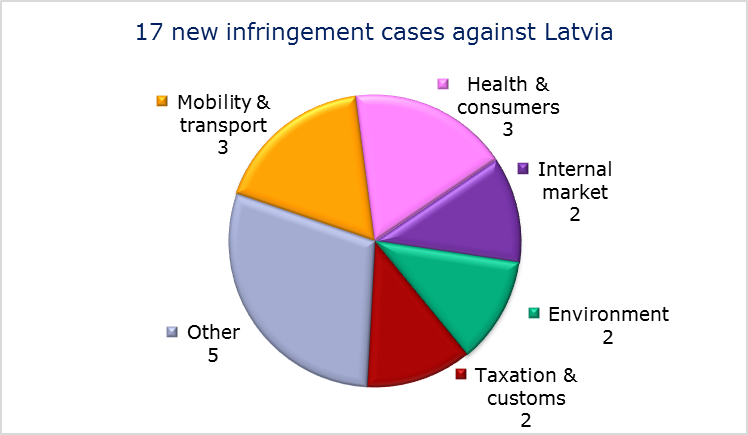 17 new infringement cases against Latvia
Health &
consumers
3
Internal
market
2
Environment
2
Taxation &
customs
2
Other
5
Mobility &
transport
3